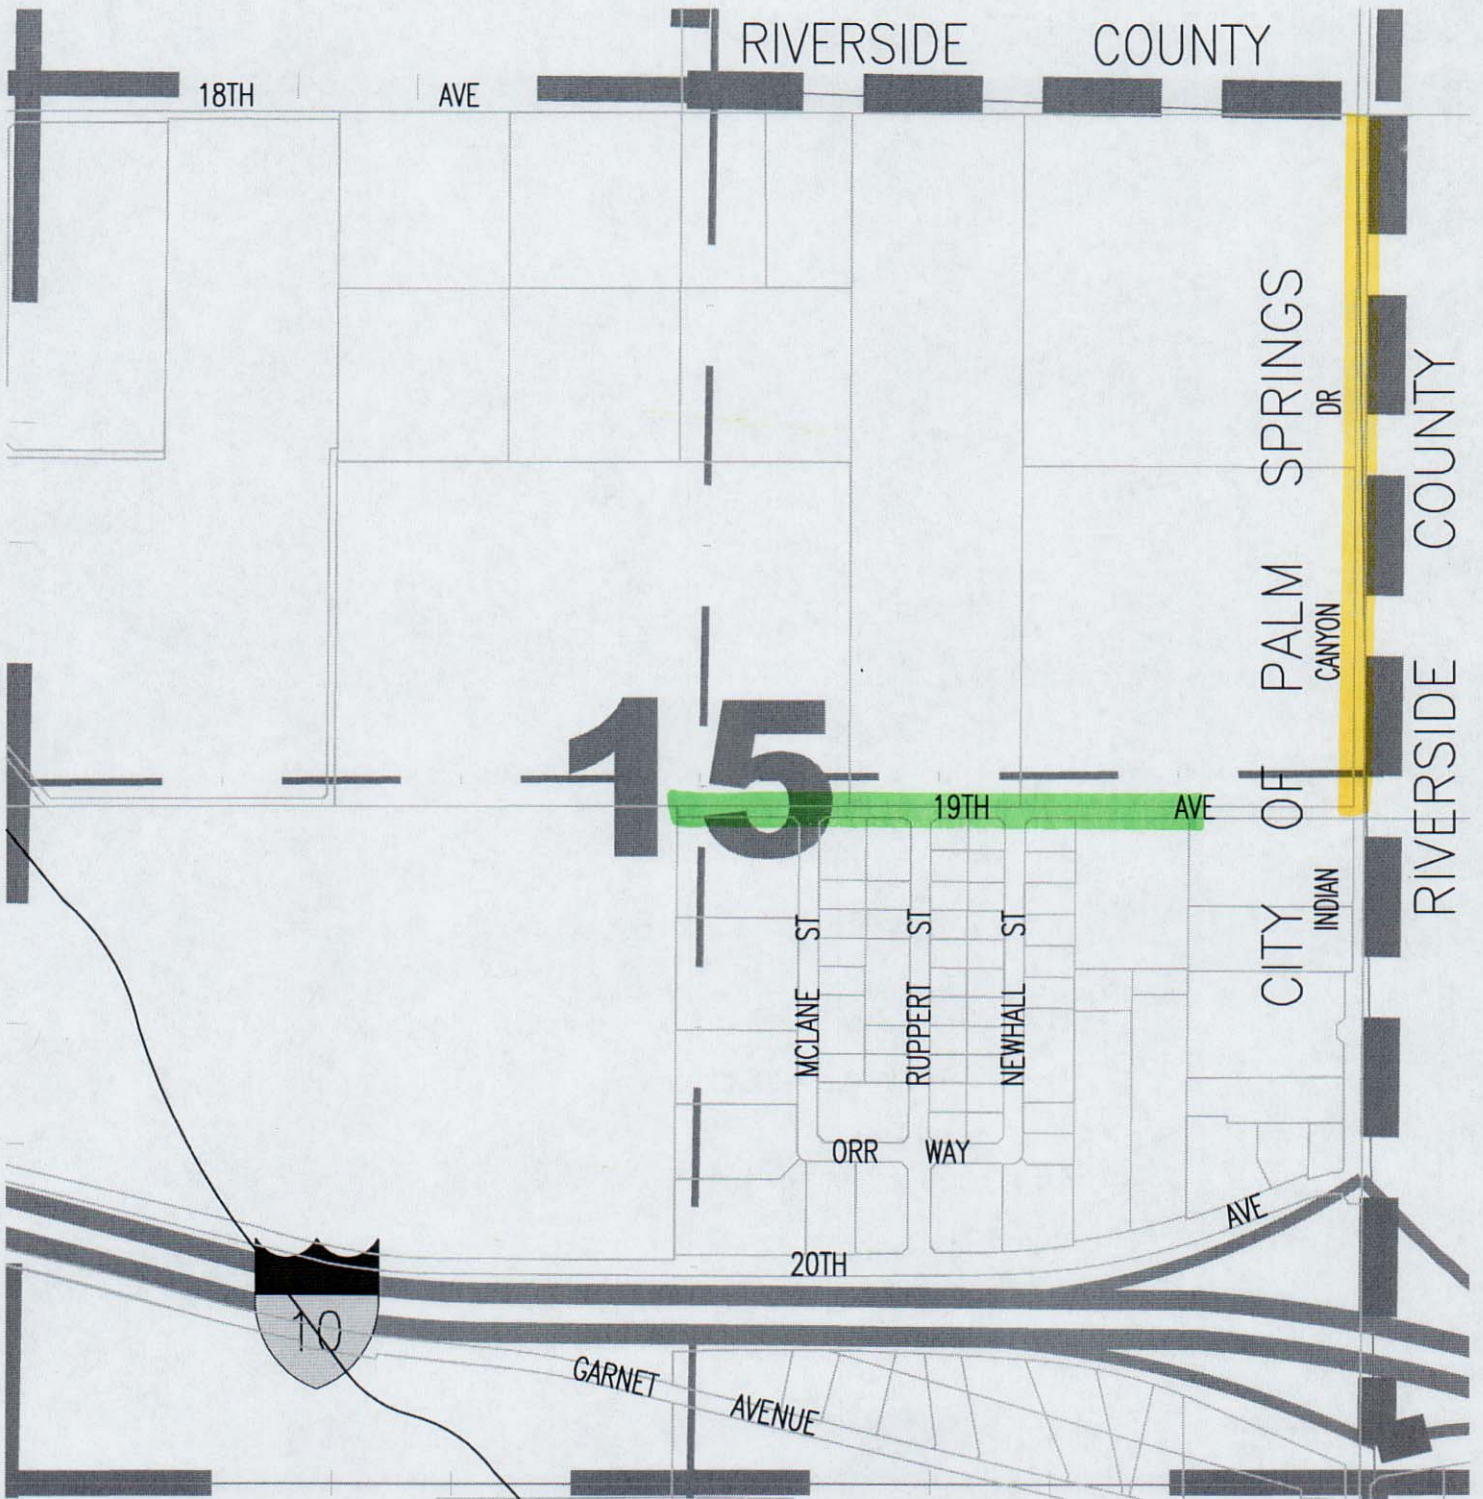 RIVERSIDE COUNTY
18TH AVE
CITY OF PALM SPRINGS
INDIAN CANYON DR
RIVERSIDE COUNTY
15
19TH AVE
MCLANE ST
RUPPERT ST
NEWHALL ST
ORR WAY
20TH AVE
10
GARNET AVENUE